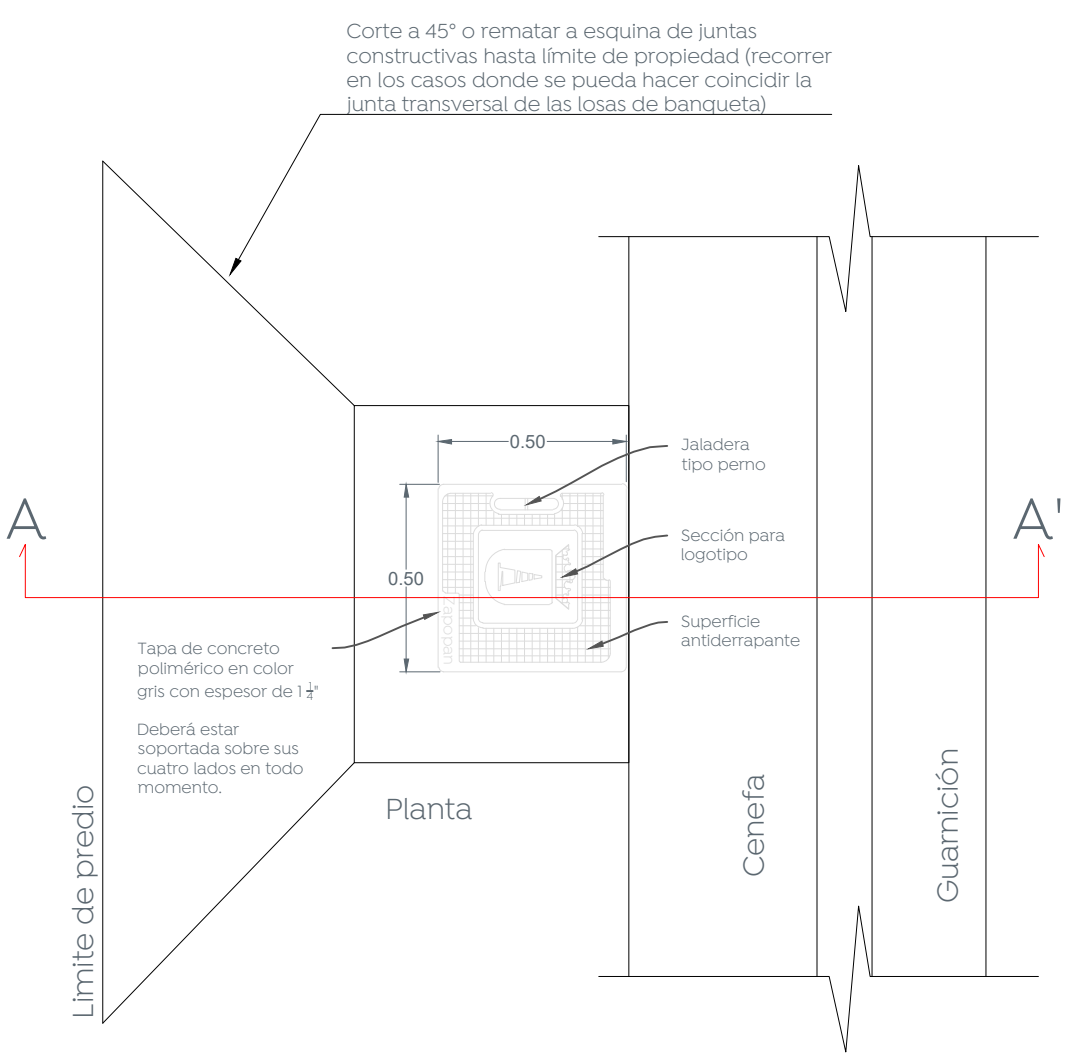 Corte a 45° o rematar a esquina de juntas
constructivas hasta límite de propiedad (recorrer
en los casos donde se pueda hacer coincidir la
junta transversal de las losas de banqueta)
0.50
Jaladera
tipo perno
A
A'
Sección para
logotipo
0.50
Zapopan
Superficie
antiderrapante
Tapa de concreto
polimérico en color
gris con espesor de 1 1/4"
Deberá estar
soportada sobre sus
cuatro lados en todo
momento.
Planta
Limite de predio
Cenefa
Guarnición